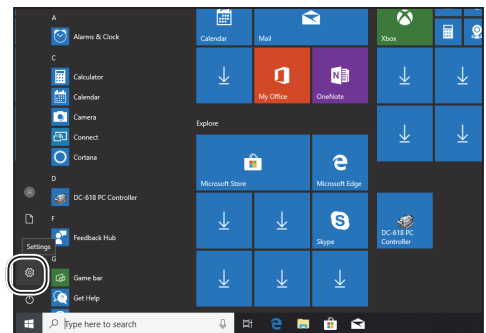 A
Alarms & Clock
C
Calculator
Calendar
Camera
Connect
Cortana
D
DC-618 PC Controller
F
Feedback Hub
Settings
G
Game bar
Get Help
Type here to search
Calendar
Mail
Xbox
My Office
OneNote
Explore
Microsoft Store
Microsoft Edge
Skype
DC-618 PC
Controller